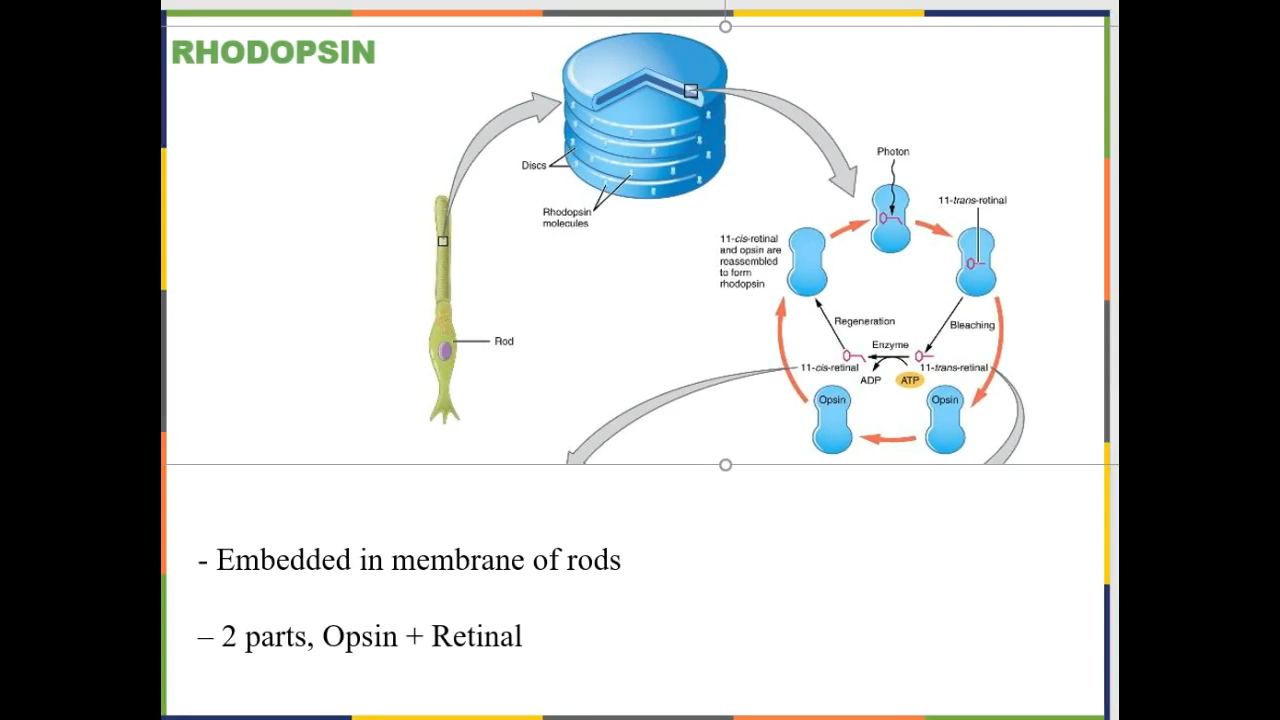 RHODOPSIN
Discs
Rhodopsin
molecules
Rod
Photon
11-trans-retinal
11-cis-retinal
and opsin are
reassembled
to form
rhodopsin
Regeneration
Bleaching
Enzyme
11-cis-retinal
11-trans-retinal
ADP
ATP
Opsin
Opsin
- Embedded in membrane of rods
– 2 parts, Opsin + Retinal